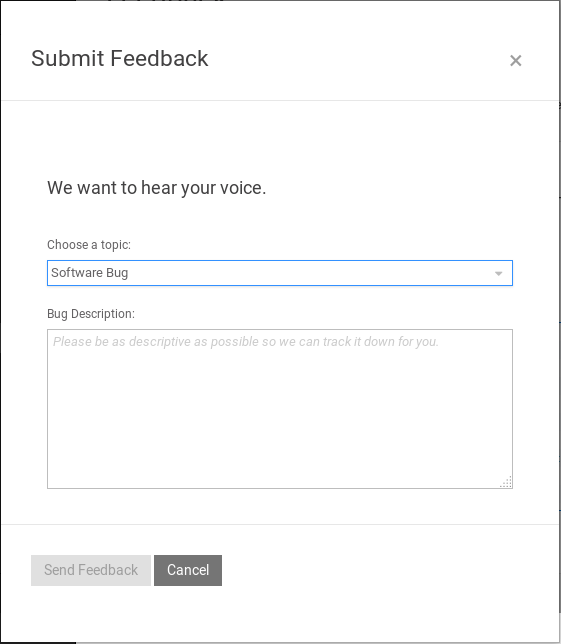 Submit Feedback
×
We want to hear your voice.
Choose a topic:
Software Bug
Bug Description:
Please be as descriptive as possible so we can track it down for you.
Send Feedback
Cancel